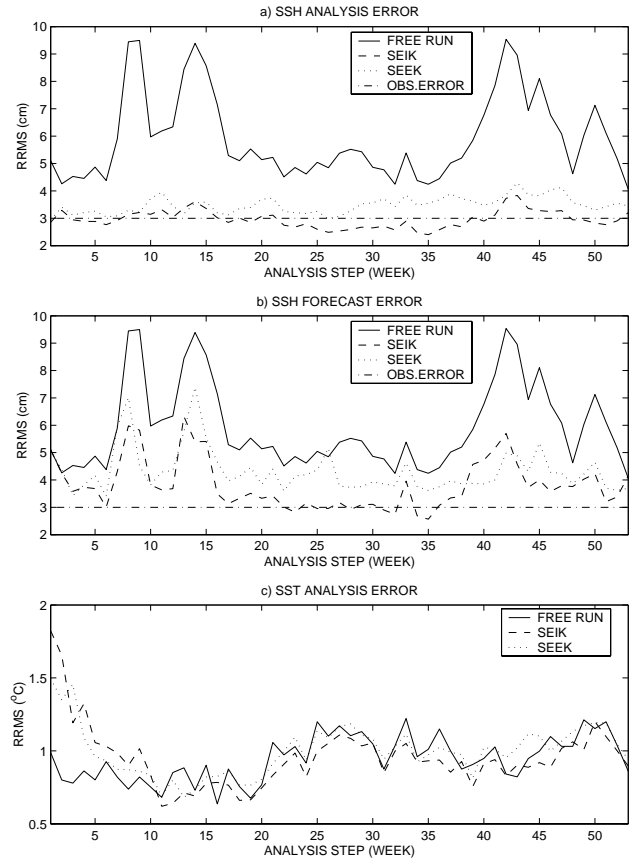 a) SSH ANALYSIS ERROR
10
9
8
7
6
5
4
3
2
RRMS (cm)
FREE RUN
SEIK
SEEK
OBS.ERROR
5 10 15 20 25 30 35 40 45 50
ANALYSIS STEP (WEEK)
b) SSH FORECAST ERROR
10
9
8
7
6
5
4
3
2
RRMS (cm)
FREE RUN
SEIK
SEEK
OBS.ERROR
5 10 15 20 25 30 35 40 45 50
ANALYSIS STEP (WEEK)
c) SST ANALYSIS ERROR
2
1.5
1
0.5
RRMS (°C)
FREE RUN
SEIK
SEEK
5 10 15 20 25 30 35 40 45 50
ANALYSIS STEP (WEEK)